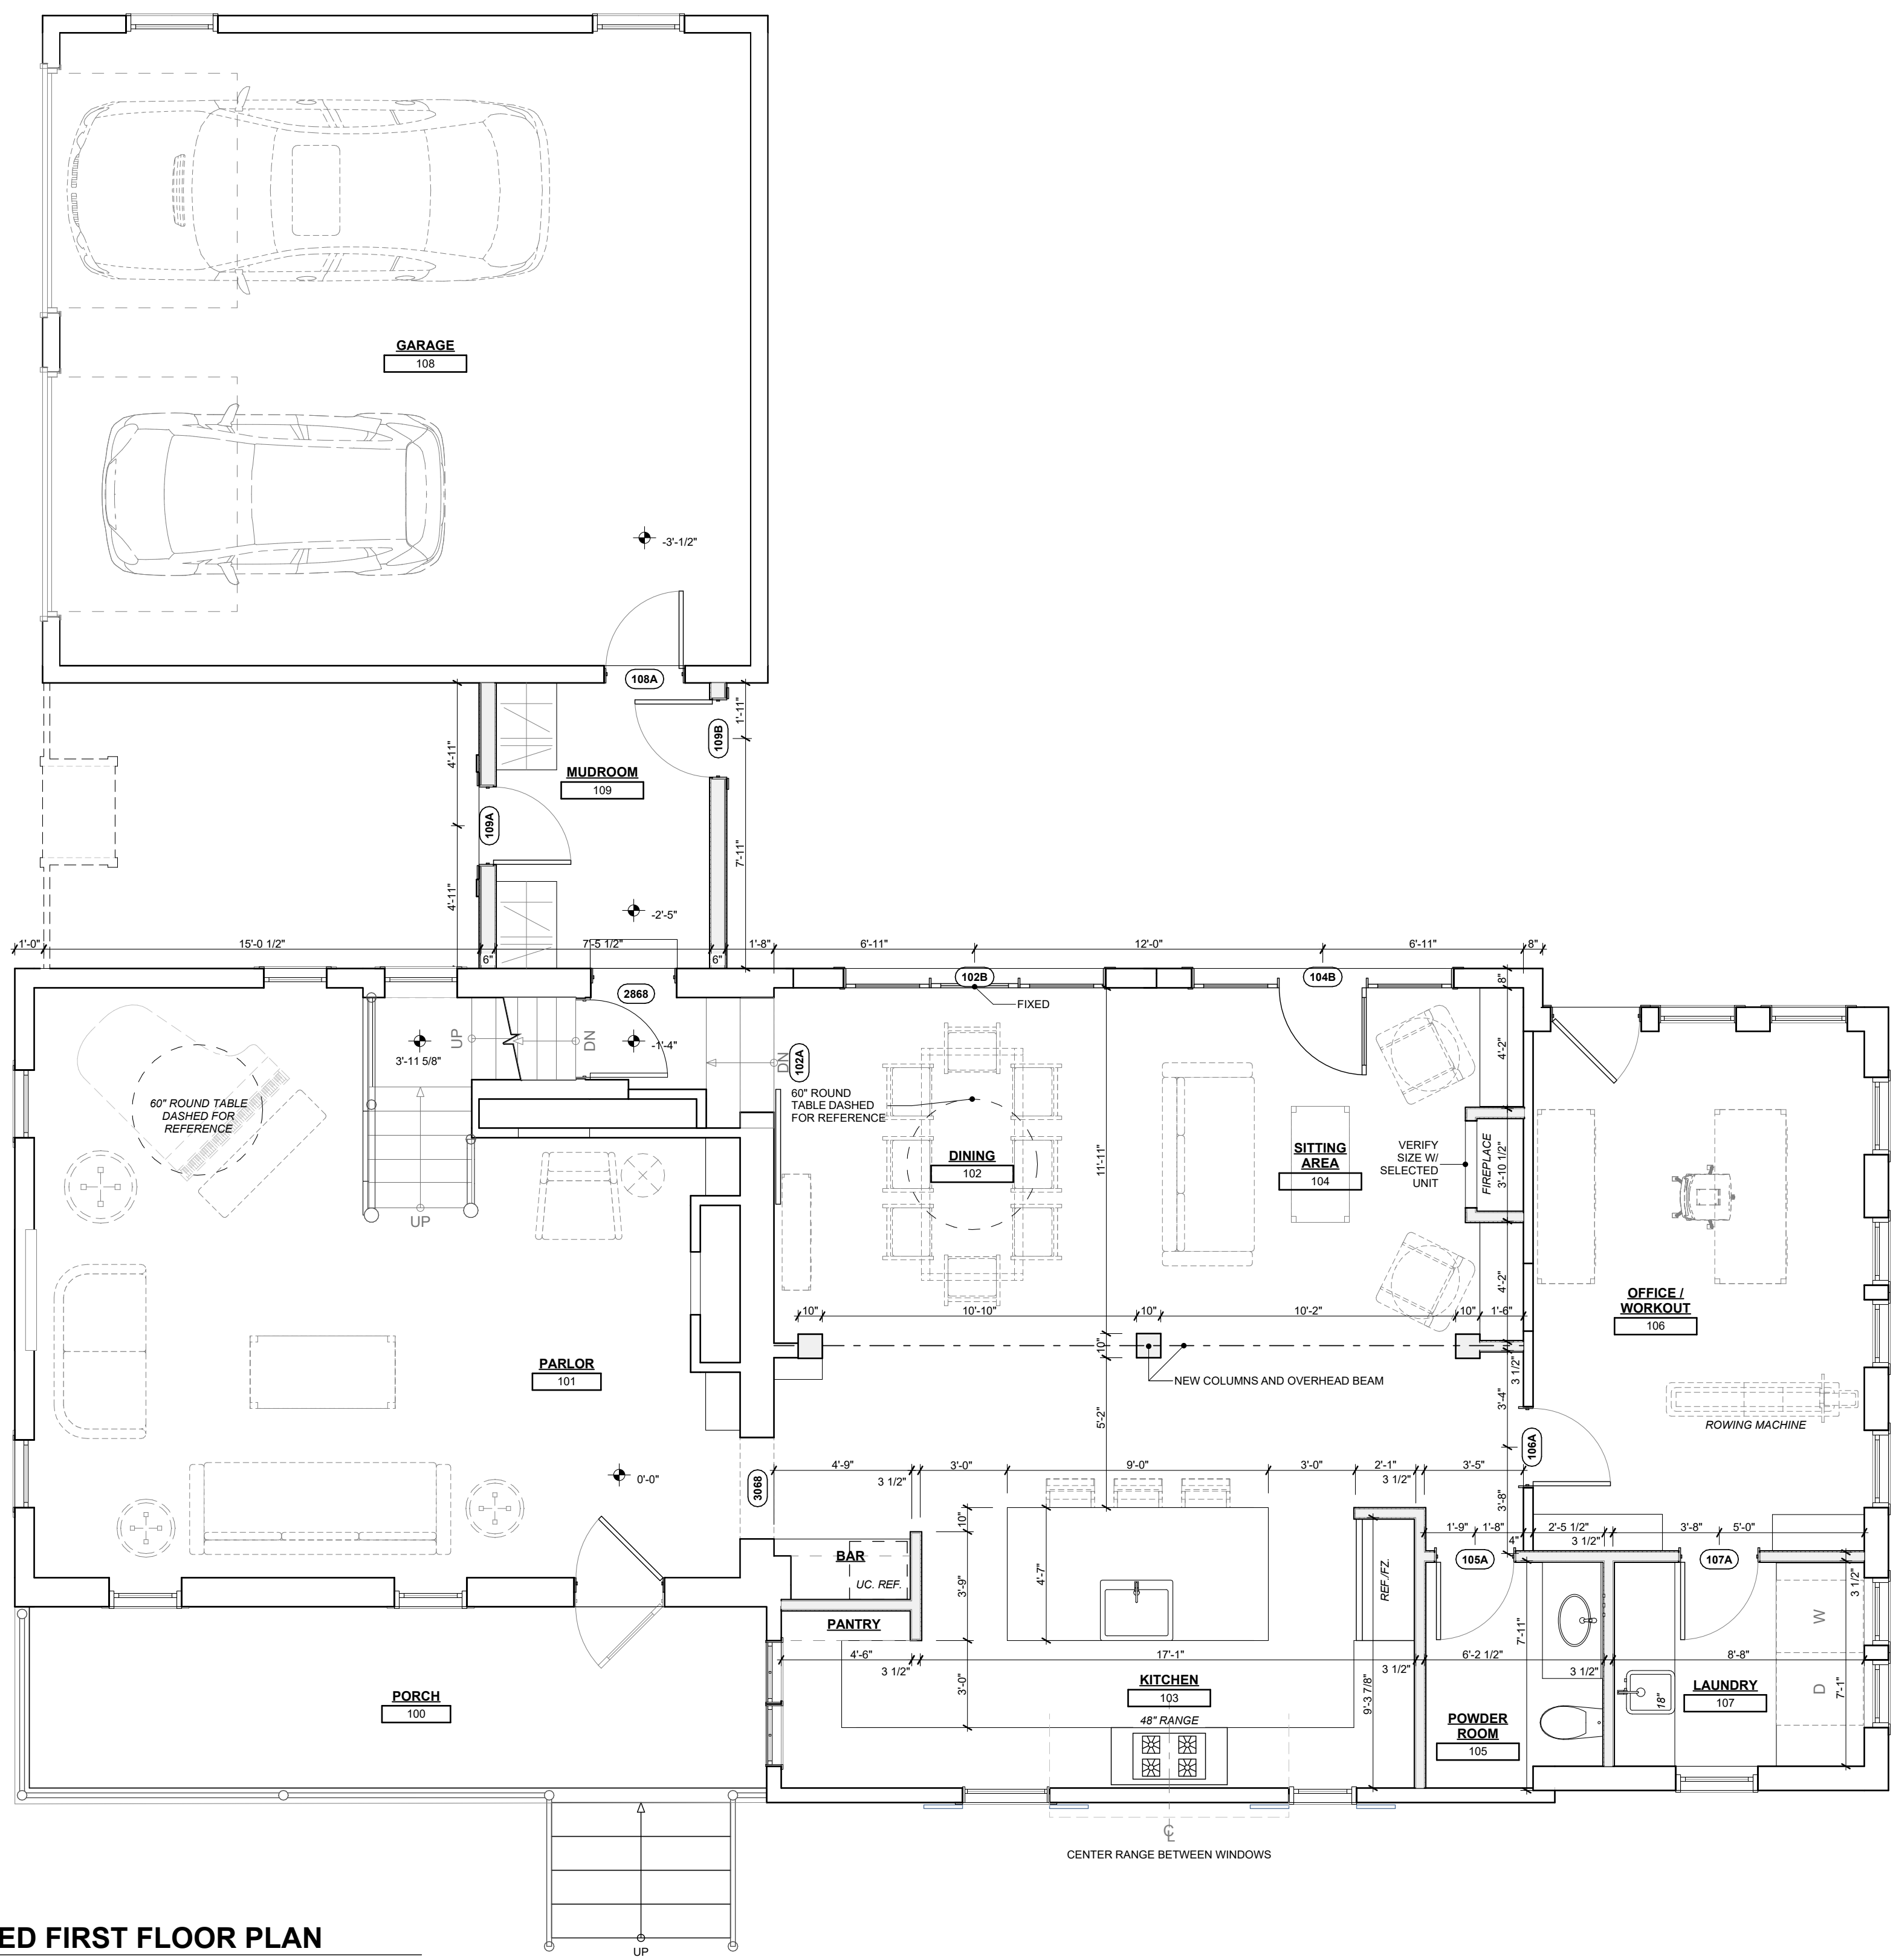 GARAGE
108
-3'-1/2"
108A
1'-11"
109B
4'-11"
MUDROOM
109
109A
7'-11"
4'-11"
-2'-5"
1'-0"
15'-0 1/2"
6"
7'-5 1/2"
6"
1'-8"
6'-11"
12'-0"
6'-11"
8"
8"
2868
102B
FIXED
104B
UP
3'-11 5/8"
DN
-1'-4"
DN
102A
4'-2"
60" ROUND TABLE
DASHED FOR
REFERENCE
60" ROUND
TABLE DASHED
FOR REFERENCE
DINING
102
11'-11"
SITTING
AREA
104
VERIFY
SIZE W/
SELECTED
UNIT
FIREPLACE
3'-10 1/2"
UP
4'-2"
OFFICE /
WORKOUT
106
10"
10'-10"
10"
10'-2"
10"
1'-6"
10"
3 1/2"
PARLOR
101
NEW COLUMNS AND OVERHEAD BEAM
3'-4"
ROWING MACHINE
5'-2"
106A
0'-0"
3068
4'-9"
3 1/2"
3'-0"
9'-0"
3'-0"
2'-1"
3 1/2"
3'-5"
3'-8"
10"
1'-9"
1'-8"
4"
2'-5 1/2"
3 1/2"
3'-8"
5'-0"
BAR
UC. REF.
3'-9"
4'-7"
REF./FZ.
105A
107A
3 1/2"
PANTRY
7'-11"
W
4'-6"
3 1/2"
17'-1"
3 1/2"
6'-2 1/2"
3 1/2"
8'-8"
3'-0"
KITCHEN
103
48" RANGE
9'-3 7/8"
PORCH
100
POWDER
ROOM
105
18"
LAUNDRY
107
D
7'-1"
CL
CENTER RANGE BETWEEN WINDOWS
ED FIRST FLOOR PLAN
UP